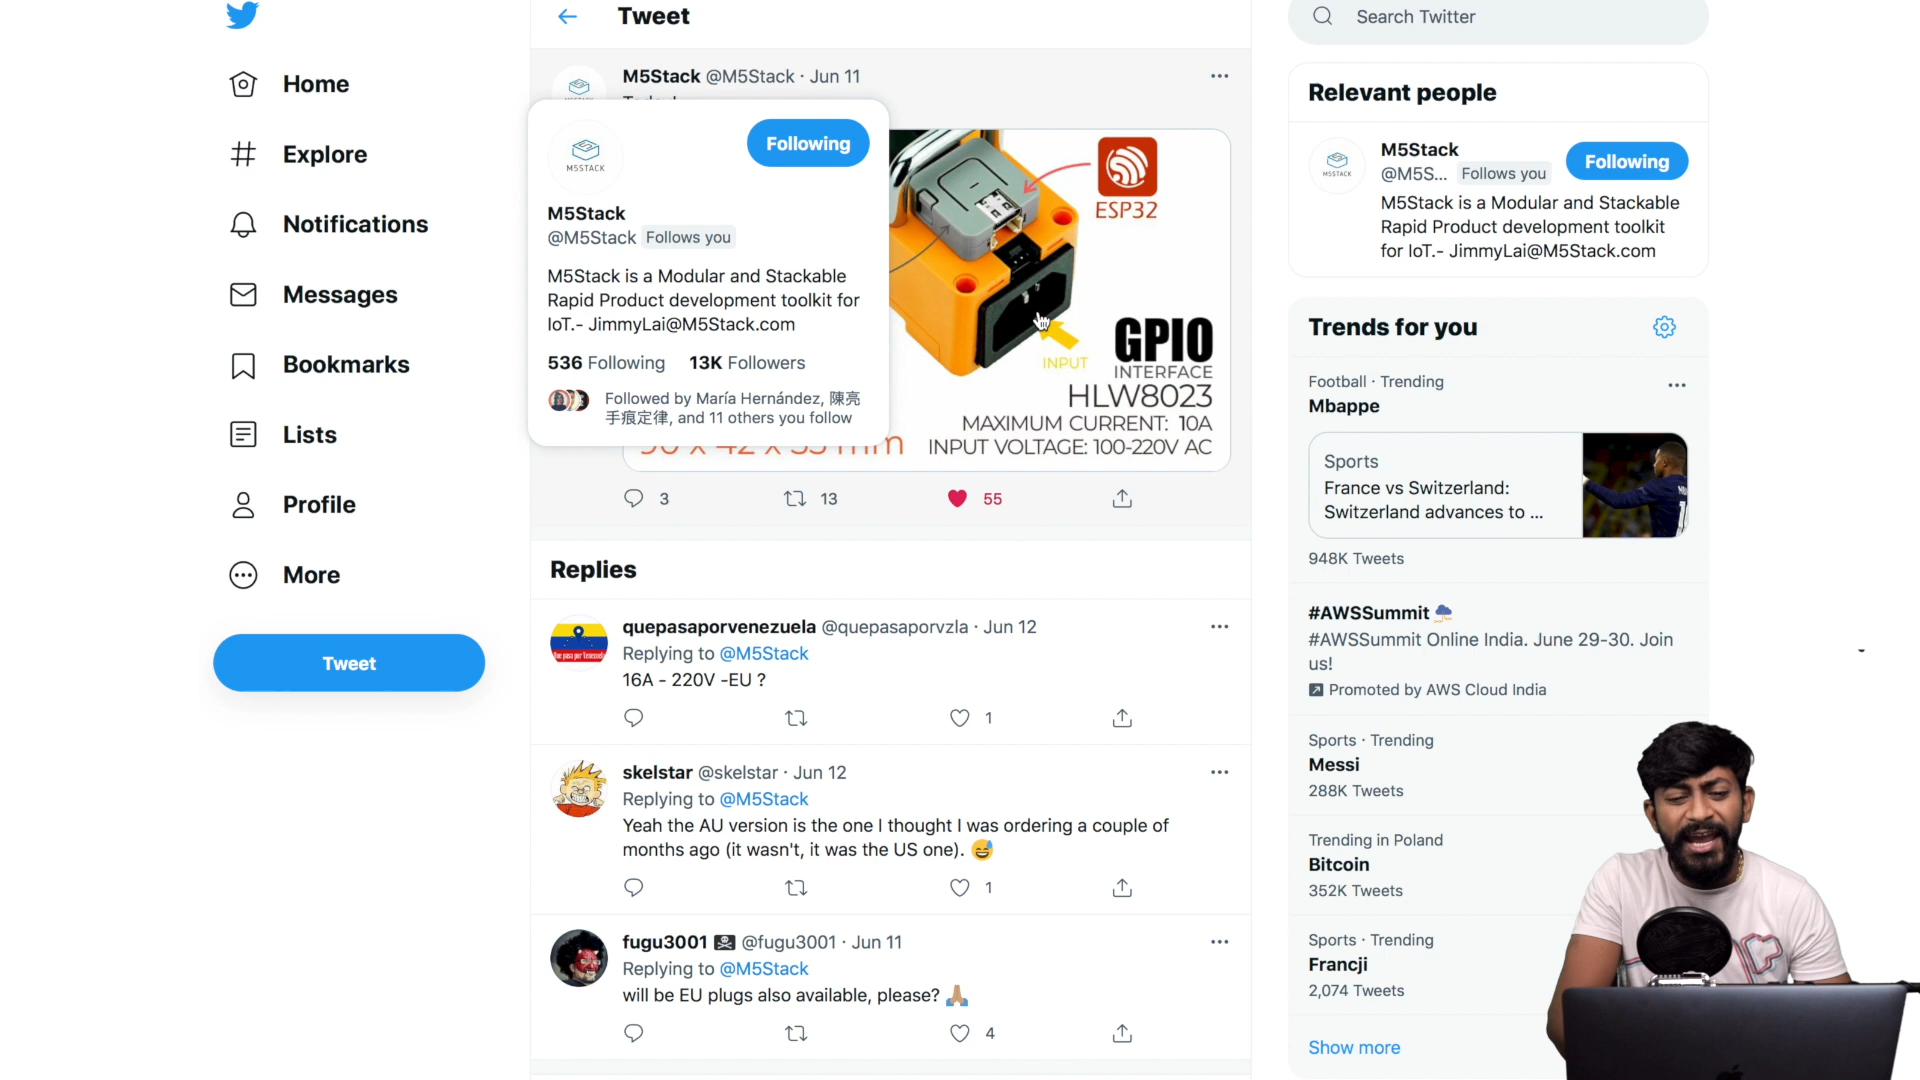 Tweet
Search Twitter
Home
Explore
Notifications
Messages
Bookmarks
Lists
Profile
More
Tweet
M5Stack @M5Stack · Jun 11
M5STACK
Following
M5Stack
@M5Stack Follows you
M5Stack is a Modular and Stackable
Rapid Product development toolkit for
IoT.- JimmyLai@M5Stack.com
536 Following 13K Followers
Followed by María Hernández, 陳亮
手痕定律, and 11 others you follow
ESP32
INPUT
GPIO
INTERFACE
HLW8023
MAXIMUM CURRENT: 10A
INPUT VOLTAGE: 100-220V AC
3 13 55
Replies
quepasaporvenezuela @quepasaporvzla · Jun 12
Replying to @M5Stack
16A - 220V -EU ?
1
skelstar @skelstar · Jun 12
Replying to @M5Stack
Yeah the AU version is the one I thought I was ordering a couple of
months ago (it wasn't, it was the US one). 😅
1
fugu3001 🏴‍☠️ @fugu3001 · Jun 11
Replying to @M5Stack
will be EU plugs also available, please? 🙏🏽
4
Relevant people
M5STACK
M5Stack
@M5S... Follows you
Following
M5Stack is a Modular and Stackable
Rapid Product development toolkit
for IoT.- JimmyLai@M5Stack.com
Trends for you
Football · Trending
Mbappe
Sports
France vs Switzerland:
Switzerland advances to ...
948K Tweets
#AWSSummit
#AWSSummit Online India. June 29-30. Join
us!
Promoted by AWS Cloud India
Sports · Trending
Messi
288K Tweets
Trending in Poland
Bitcoin
352K Tweets
Sports · Trending
Francji
2,074 Tweets
Show more